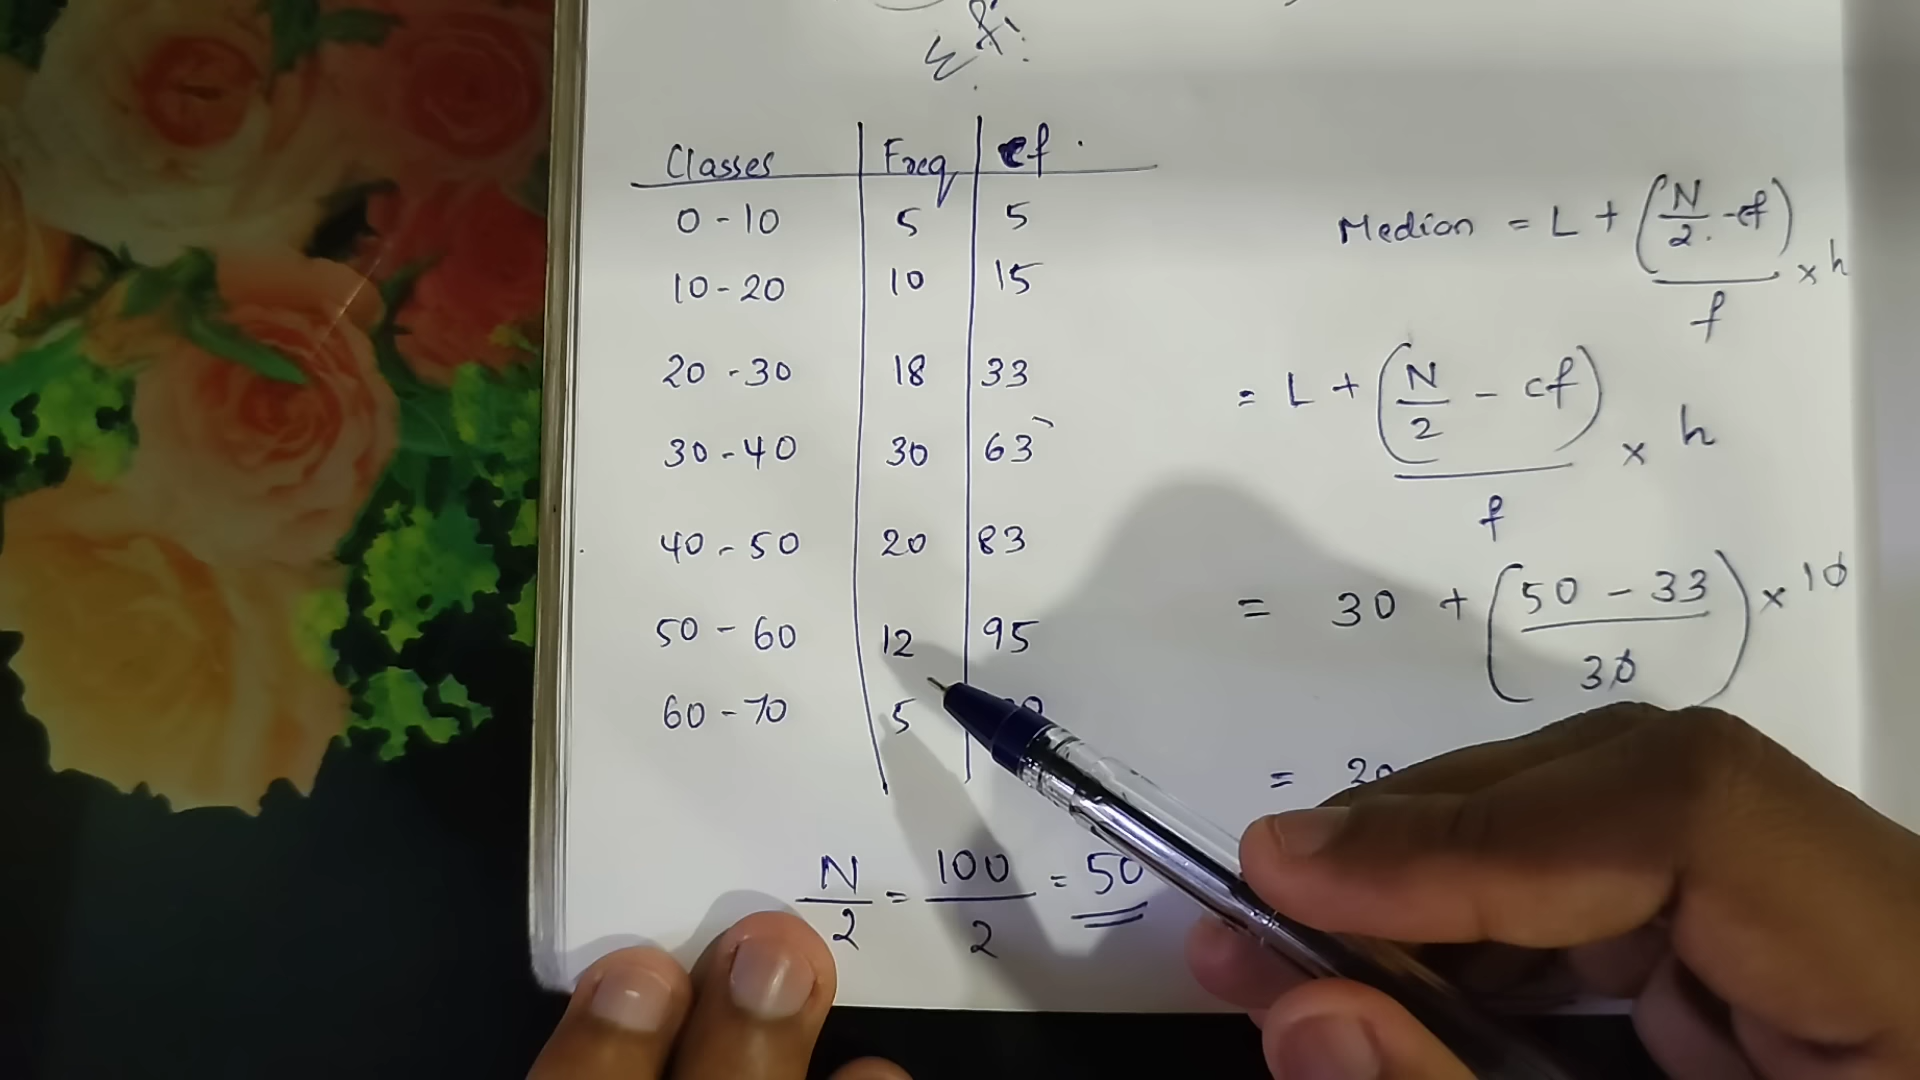 Σfi
Classes Freq cf.
0-10 5 5
10-20 10 15
20-30 18 33
30-40 30 63
40-50 20 83
50-60 12 95
60-70 5
N/2 = 100/2 = 50
Median = L + (N/2 - cf)/f × h
= L + (N/2 - cf)/f × h
= 30 + (50-33/30) × 10
=